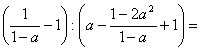 (1/(1-a) - 1) : (a - (1-2a²)/(1-a) + 1) =